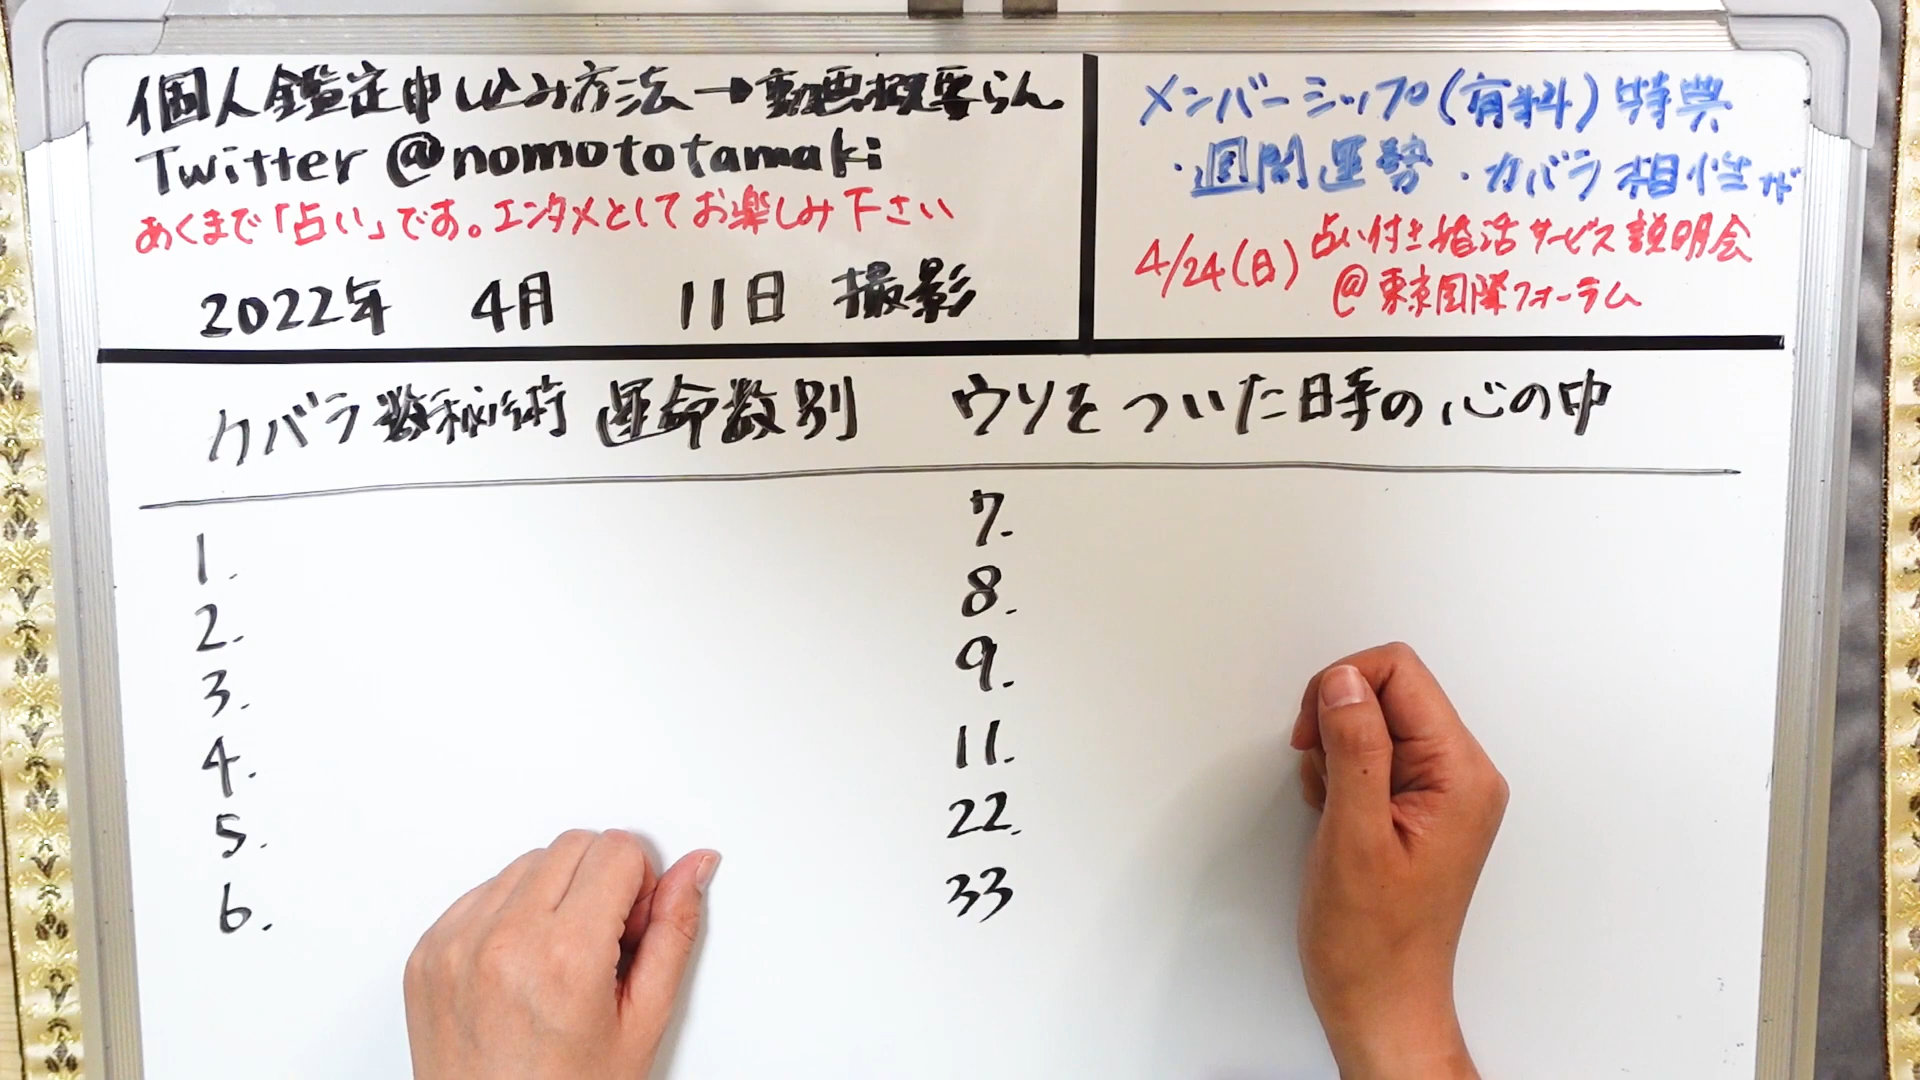 個人鑑定申し込み方法→動画概要らん
Twitter @nomototamaki
あくまで「占い」です。エンタメとしてお楽しみ下さい
2022年 4月 11日 撮影
メンバーシップ(有料)特典
・週間運勢・カバラ相性など
4/24(日)占い付き婚活サービス説明会
@東京国際フォーラム
カバラ数秘術 運命数別 ウソをついた時の心の中
1.
2.
3.
4.
5.
6.
7.
8.
9.
11.
22.
33